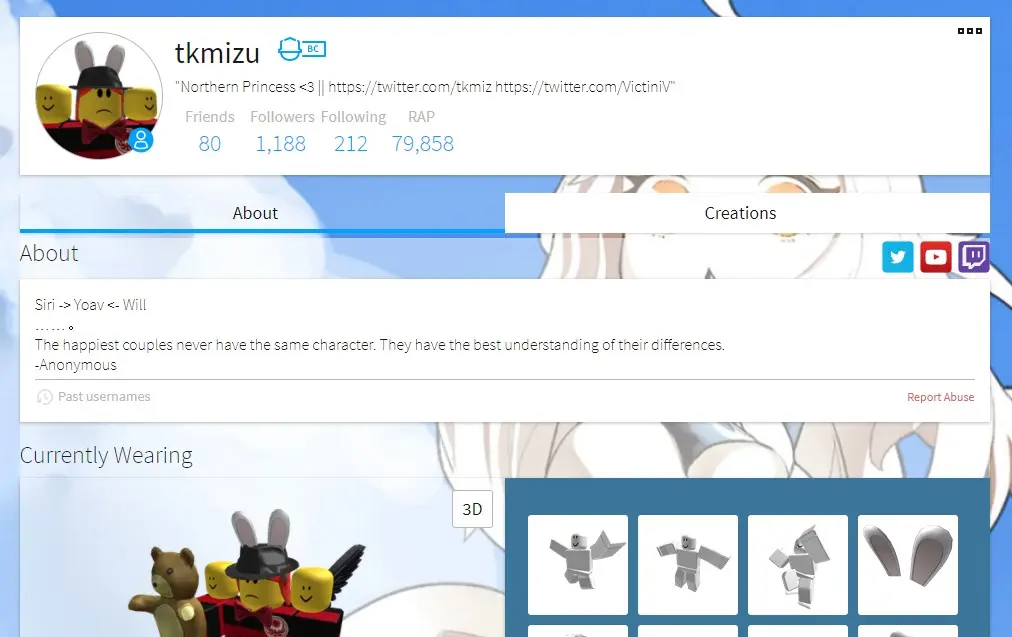 tkmizu BC
"Northern Princess <3 || https://twitter.com/tkmiz https://twitter.com/VictiniV"
Friends Followers Following RAP
80 1,188 212 79,858
About Creations
About
Siri -> Yoav <- Will
……。
The happiest couples never have the same character. They have the best understanding of their differences.
-Anonymous
Past usernames Report Abuse
Currently Wearing
3D